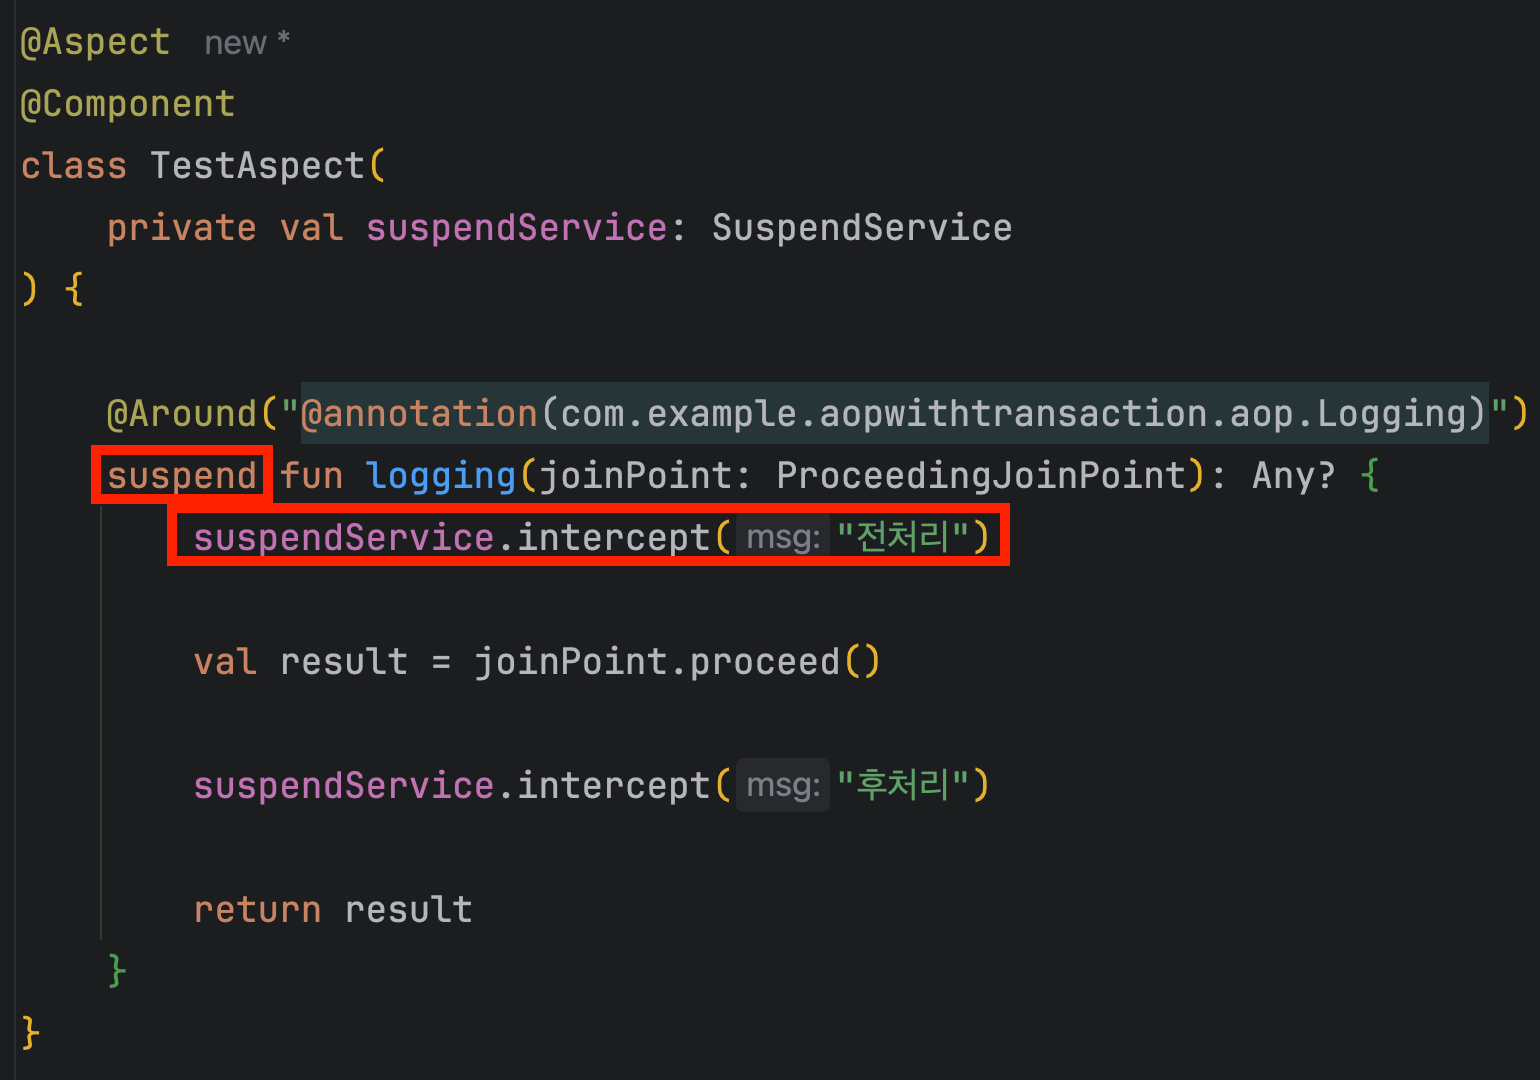 @Aspect new *
@Component
class TestAspect(
    private val suspendService: SuspendService
) {
    @Around("@annotation(com.example.aopwithtransaction.aop.Logging)")
    suspend fun logging(joinPoint: ProceedingJoinPoint): Any? {
        suspendService.intercept( msg: "전처리")
        val result = joinPoint.proceed()
        suspendService.intercept( msg: "후처리")
        return result
    }
}